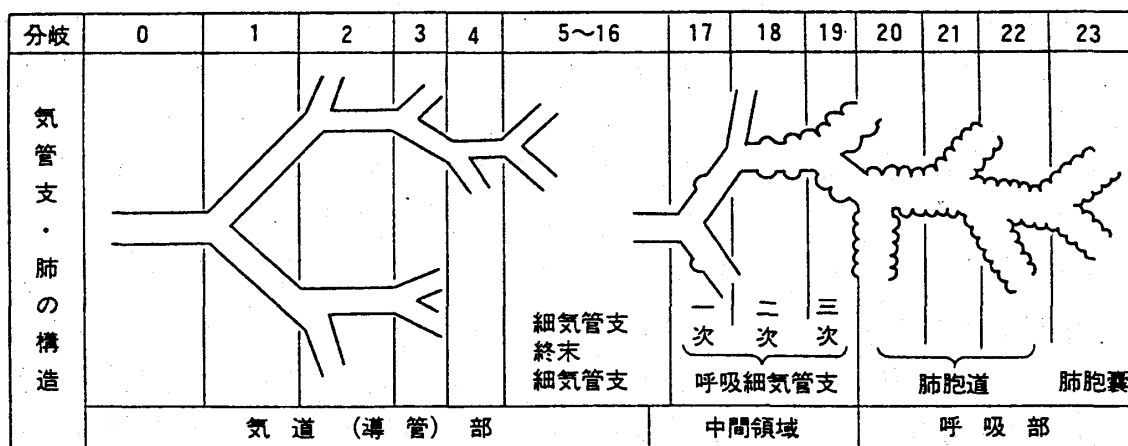 分岐 0 1 2 3 4 5〜16 17 18 19 20 21 22 23
気管支・肺の構造
細気管支
終末
細気管支
一次 二次 三次
呼吸細気管支 肺胞道 肺胞嚢
気道(導管)部 中間領域 呼吸部